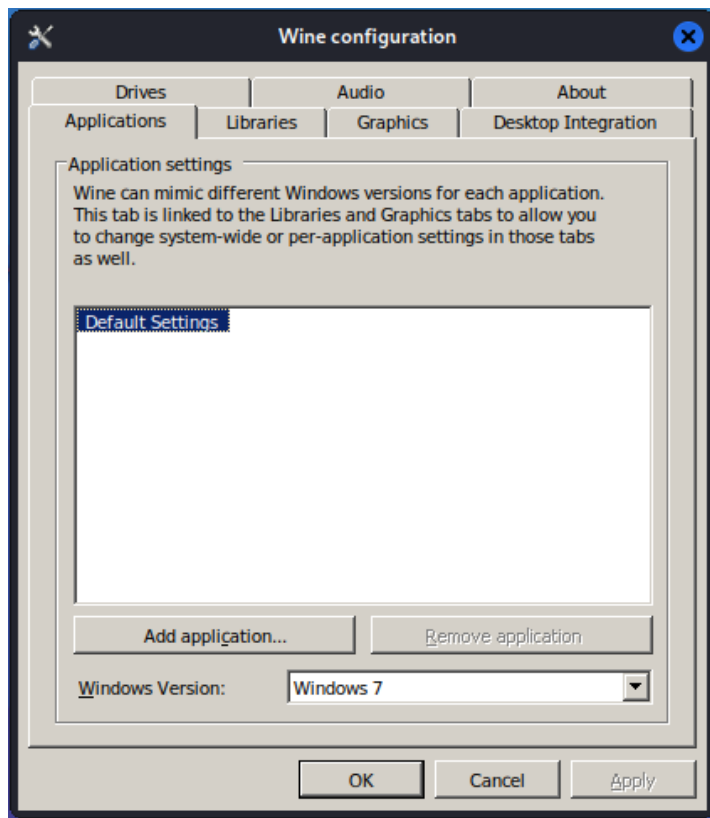 Wine configuration
Drives
Audio
About
Applications
Libraries
Graphics
Desktop Integration
Application settings
Wine can mimic different Windows versions for each application.
This tab is linked to the Libraries and Graphics tabs to allow you
to change system-wide or per-application settings in those tabs
as well.
Default Settings
Add application...
Remove application
Windows Version:
Windows 7
OK
Cancel
Apply